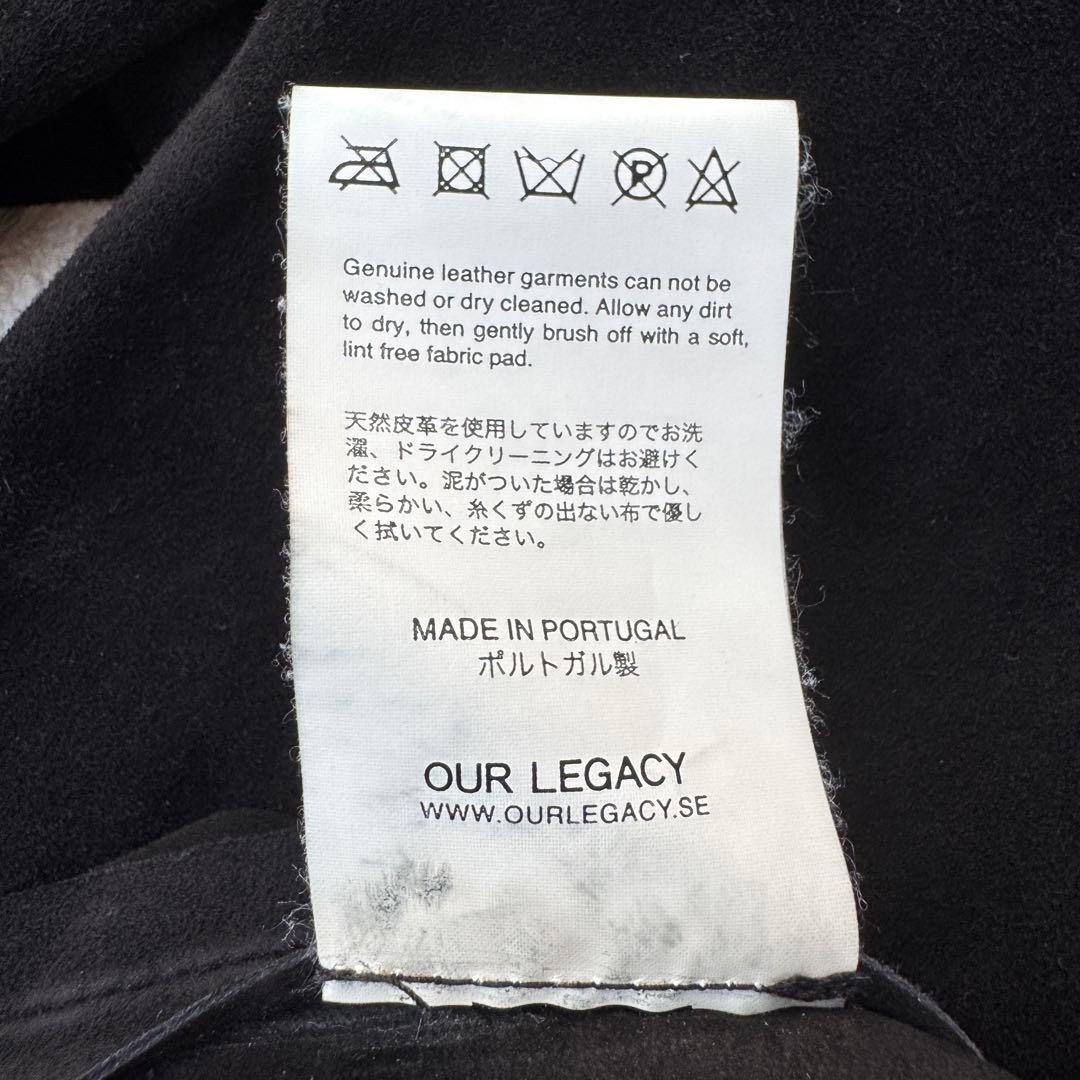 P
Genuine leather garments can not be
washed or dry cleaned. Allow any dirt
to dry, then gently brush off with a soft,
lint free fabric pad.
天然皮革を使用していますのでお洗
濯、ドライクリーニングはお避けく
ださい。泥がついた場合は乾かし、
柔らかい、糸くずの出ない布で優し
く拭いてください。
MADE IN PORTUGAL
ポルトガル製
OUR LEGACY
WWW.OURLEGACY.SE